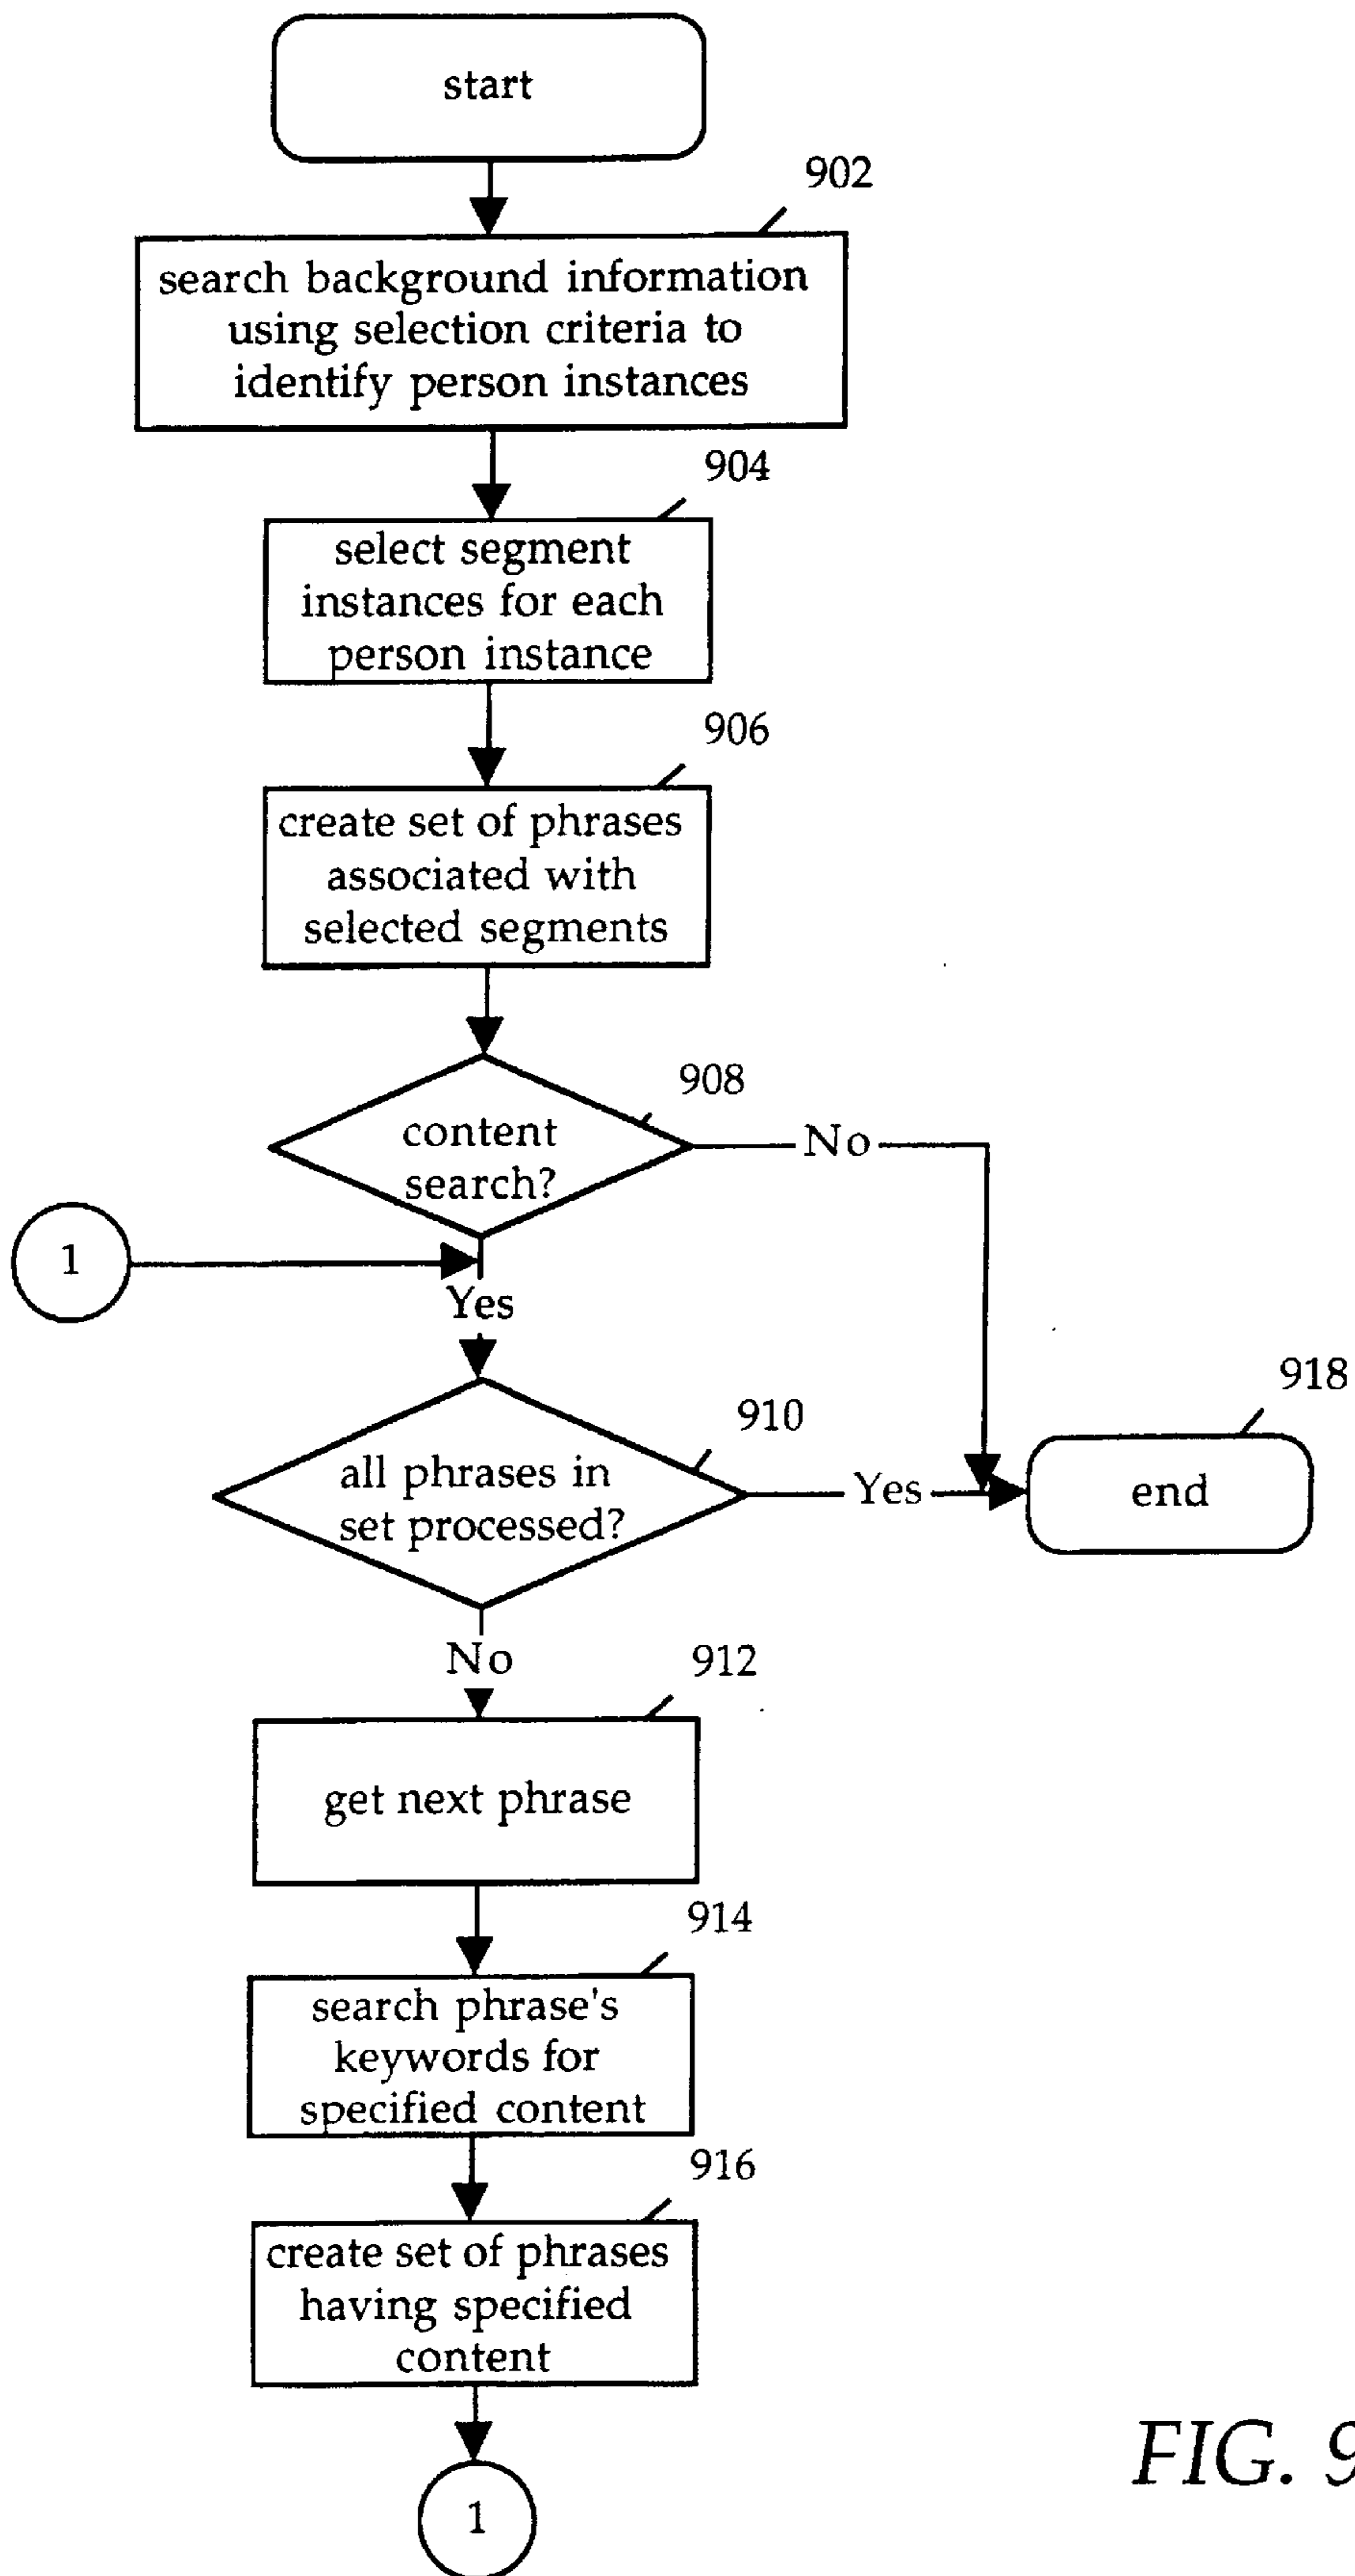 start
902
search background information
using selection criteria to
identify person instances
904
select segment
instances for each
person instance
906
create set of phrases
associated with
selected segments
908
content
search?
No
1
Yes
918
910
all phrases in
set processed?
Yes
end
No
912
get next phrase
914
search phrase's
keywords for
specified content
916
create set of phrases
having specified
content
1
FIG. 9